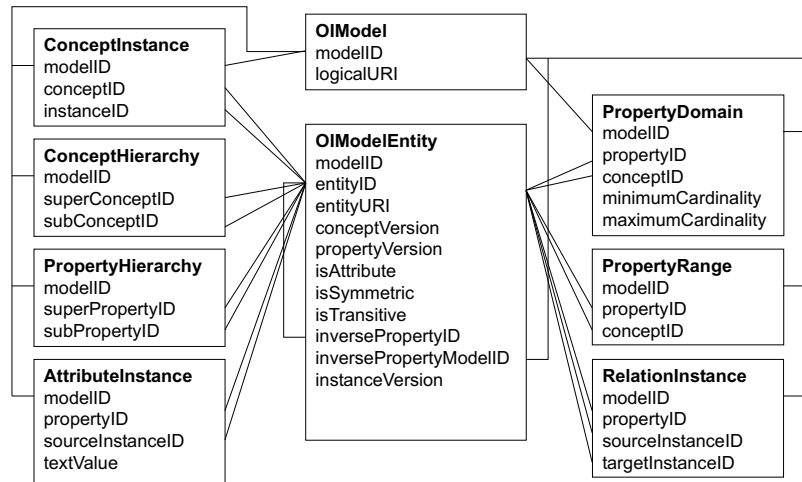 ConceptInstance
modelID
conceptID
instanceID
ConceptHierarchy
modelID
superConceptID
subConceptID
PropertyHierarchy
modelID
superPropertyID
subPropertyID
AttributeInstance
modelID
propertyID
sourceInstanceID
textValue
OIModel
modelID
logicalURI
OIModelEntity
modelID
entityID
entityURI
conceptVersion
propertyVersion
isAttribute
isSymmetric
isTransitive
inversePropertyID
inversePropertyModelID
instanceVersion
PropertyDomain
modelID
propertyID
conceptID
minimumCardinality
maximumCardinality
PropertyRange
modelID
propertyID
conceptID
RelationInstance
modelID
propertyID
sourceInstanceID
targetInstanceID